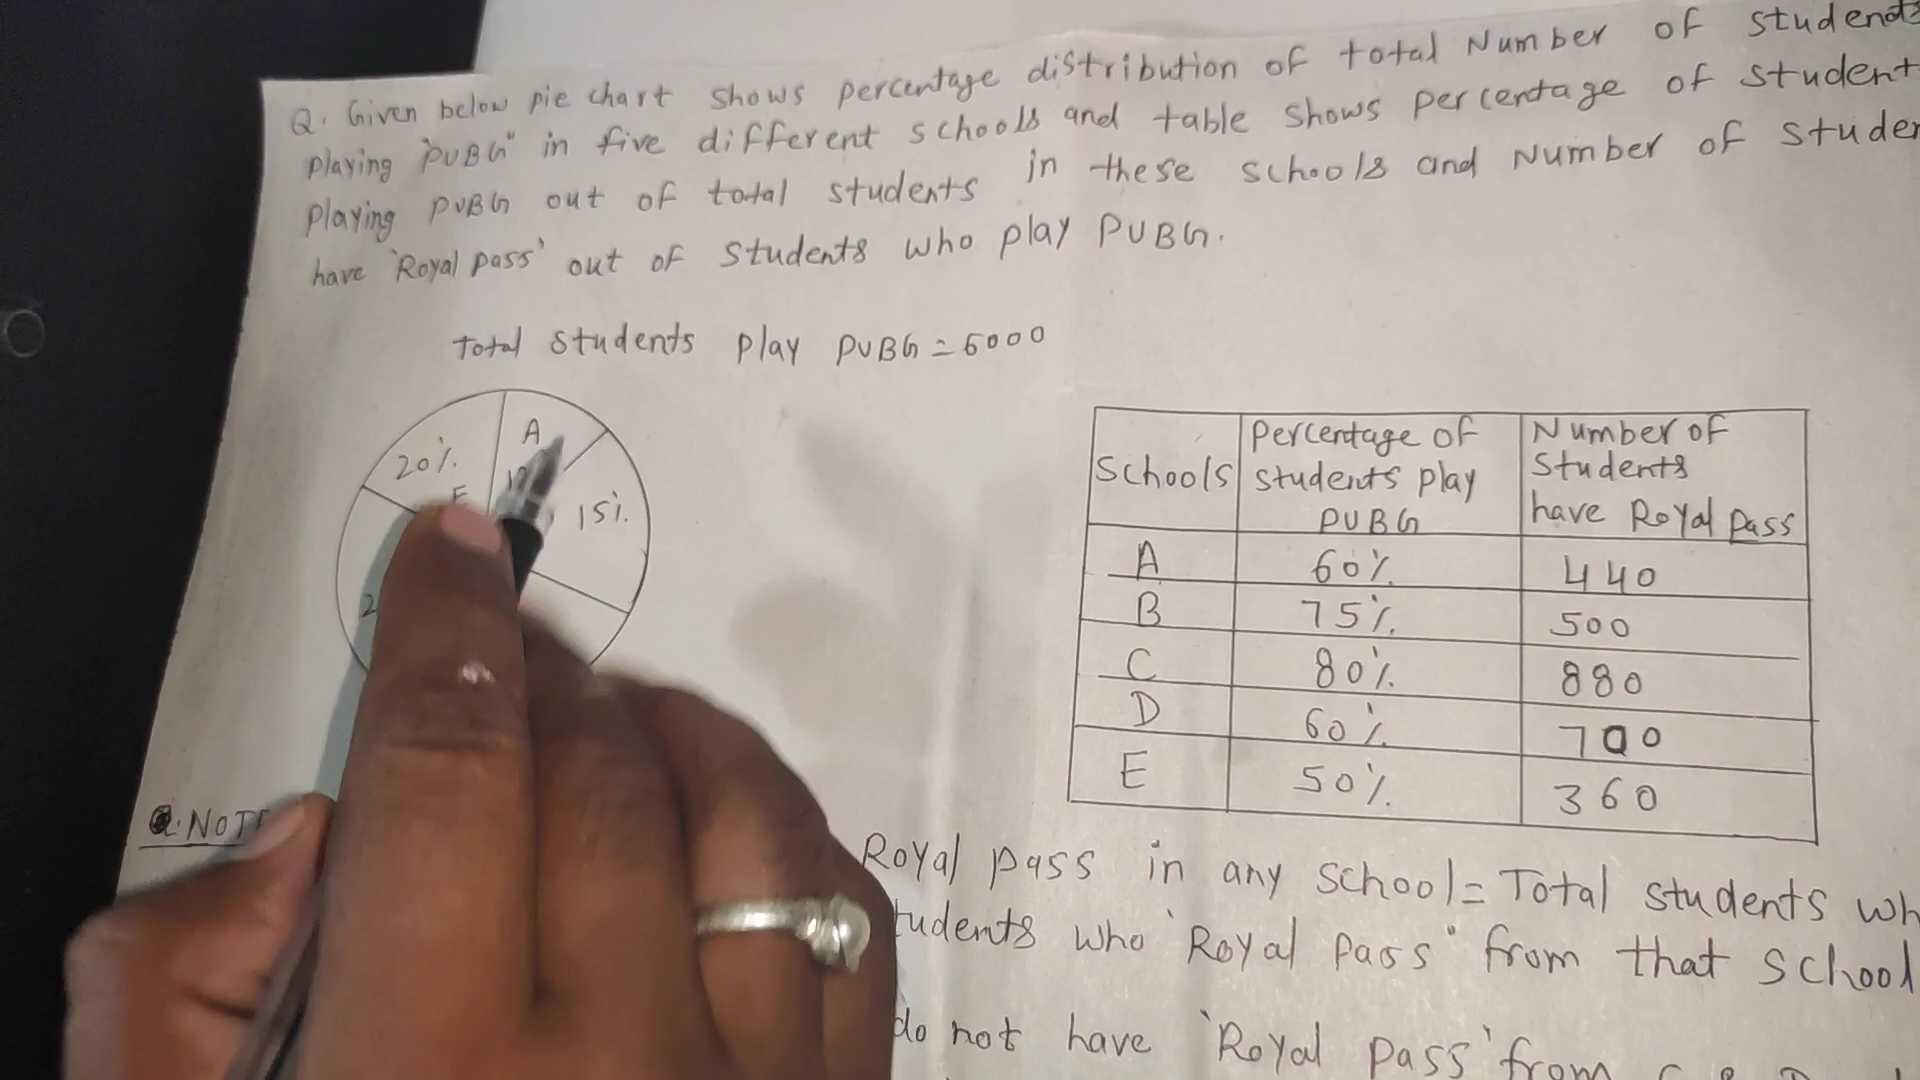 Q. Given below pie chart shows percentage distribution of total Number of students
playing "PUBG" in five different schools and table shows percentage of student
playing PUBG out of total students in these schools and Number of studen
have 'Royal pass' out of students who play PUBG.
Total students play PUBG = 6000
20%
A
15%
E
2
Schools
Percentage of students play PUBG
Number of students have Royal Pass
A 60% 440
B 75% 500
C 80% 880
D 60% 700
E 50% 360
NOTE
Royal pass in any school = Total students wh
tudents who 'Royal pass" from that school
do not have 'Royal pass' from